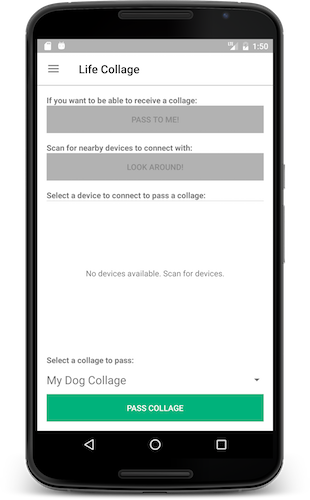 1:50
Life Collage
If you want to be able to receive a collage:
PASS TO ME!
Scan for nearby devices to connect with:
LOOK AROUND!
Select a device to connect to pass a collage:
No devices available. Scan for devices.
Select a collage to pass:
My Dog Collage
PASS COLLAGE